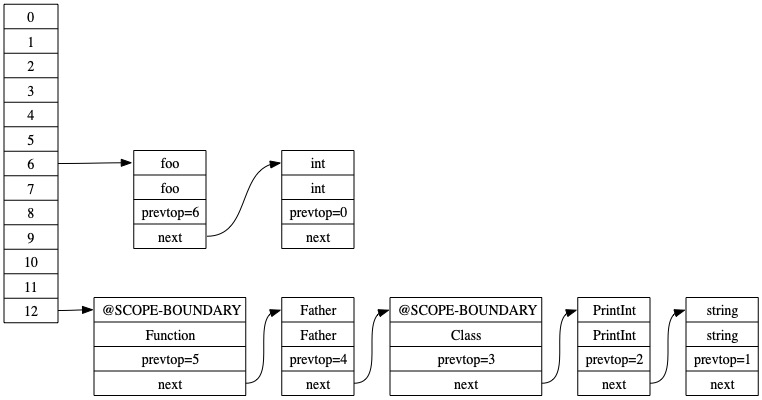 0
1
2
3
4
5
6
7
8
9
10
11
12
foo
foo
prevtop=6
next
int
int
prevtop=0
next
@SCOPE-BOUNDARY
Function
prevtop=5
next
Father
Father
prevtop=4
next
@SCOPE-BOUNDARY
Class
prevtop=3
next
PrintInt
PrintInt
prevtop=2
next
string
string
prevtop=1
next